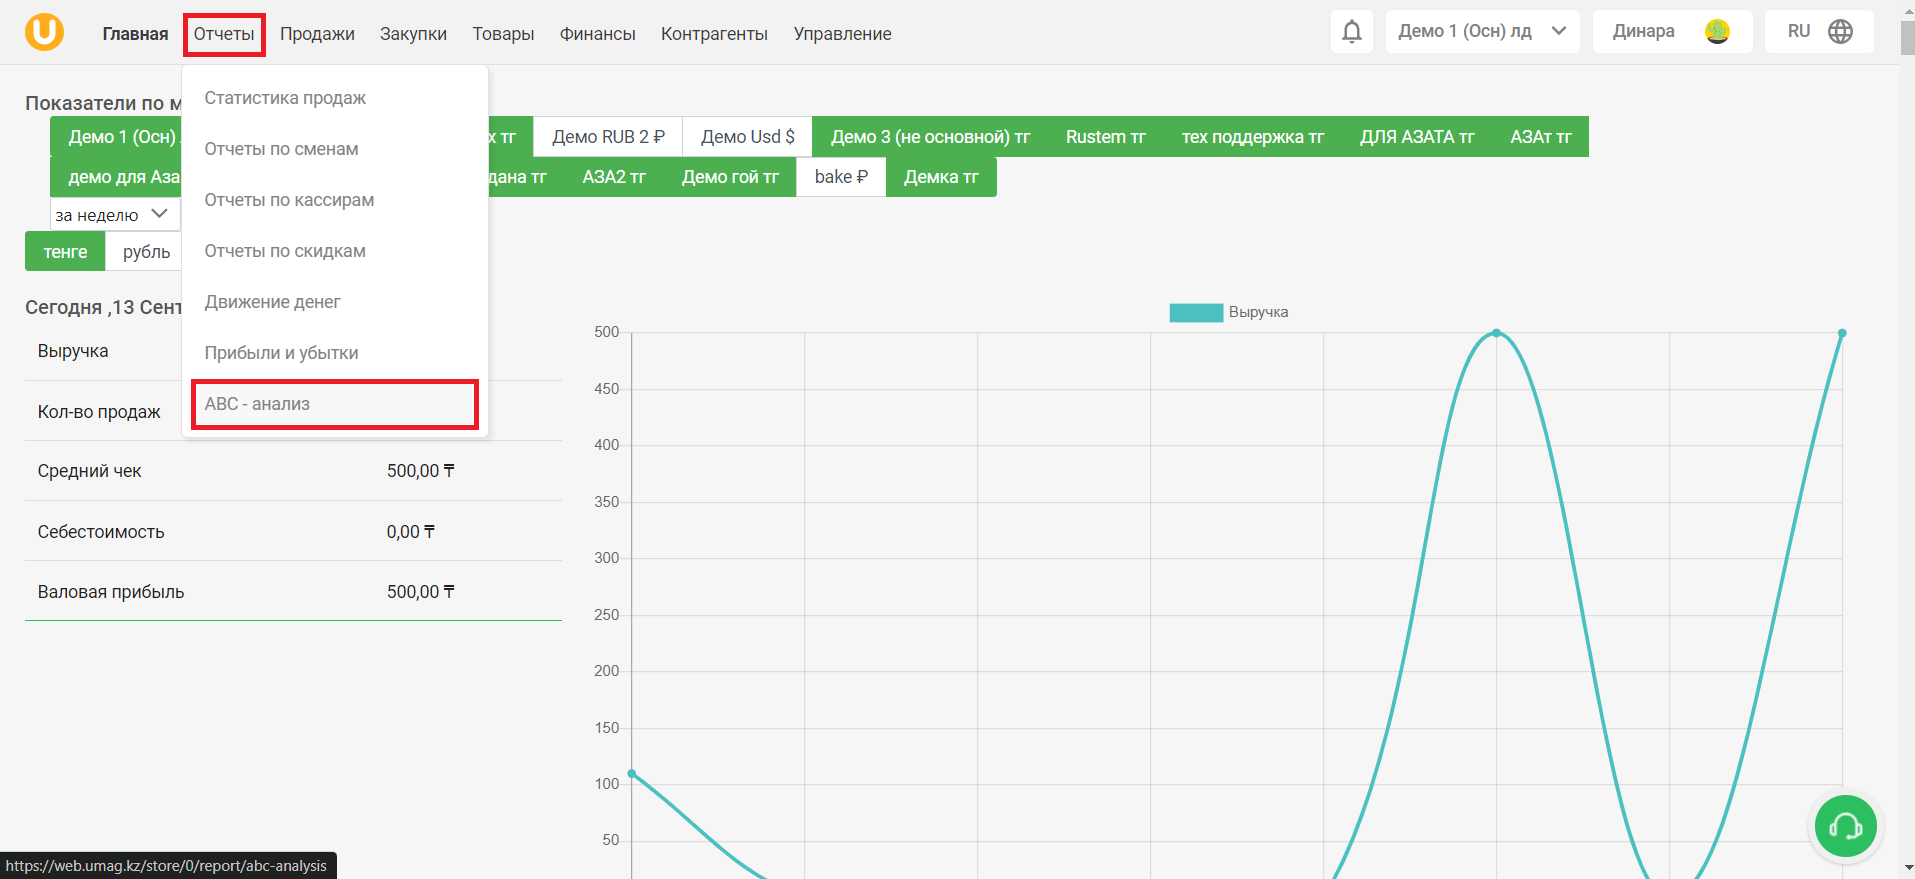 Главная Отчеты Продажи Закупки Товары Финансы Контрагенты Управление Демо 1 (Осн) лд Динара RU
Статистика продаж
Отчеты по сменам
Отчеты по кассирам
Отчеты по скидкам
Движение денег
Прибыли и убытки
ABC - анализ
Показатели по
Демо 1 (Осн) тг Демо RUB 2 ₽ Демо Usd $ Демо 3 (не основной) тг Rustem тг тех поддержка тг ДЛЯ АЗАТА тг АЗАт тг
демо для Аза дана тг АЗА2 тг Демо гой тг bake ₽ Демка тг
за неделю
тенге рубль
Сегодня ,13 Сент
Выручка
Кол-во продаж
Средний чек 500,00 ₸
Себестоимость 0,00 ₸
Валовая прибыль 500,00 ₸
Выручка
500
450
400
350
300
250
200
150
100
50
https://web.umag.kz/store/0/report/abc-analysis